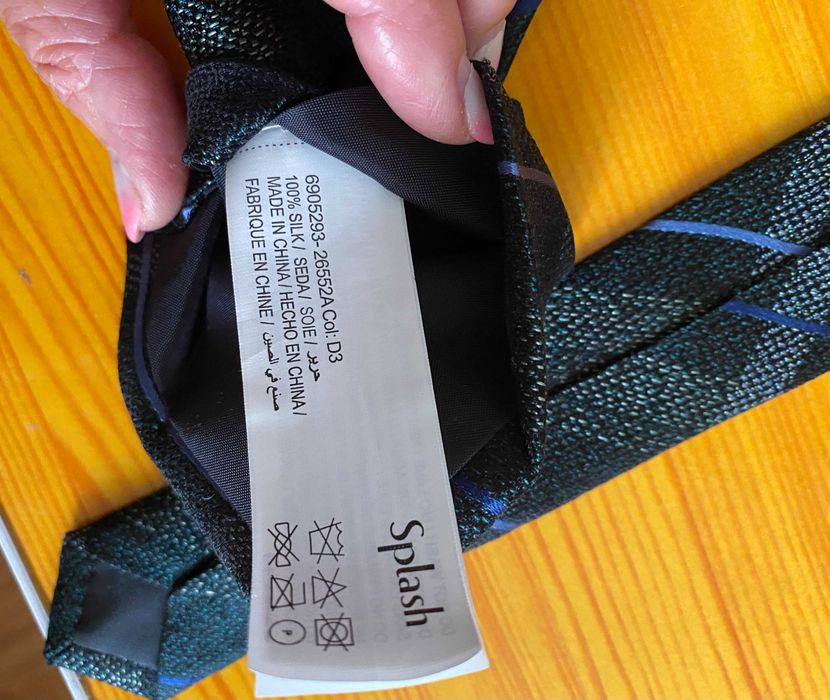 6905293- 26552A Col: D3
100% SILK / SEDA / SOIE / حرير
MADE IN CHINA / HECHO EN CHINA /
FABRIQUE EN CHINE / صنع في الصين
Splash
P